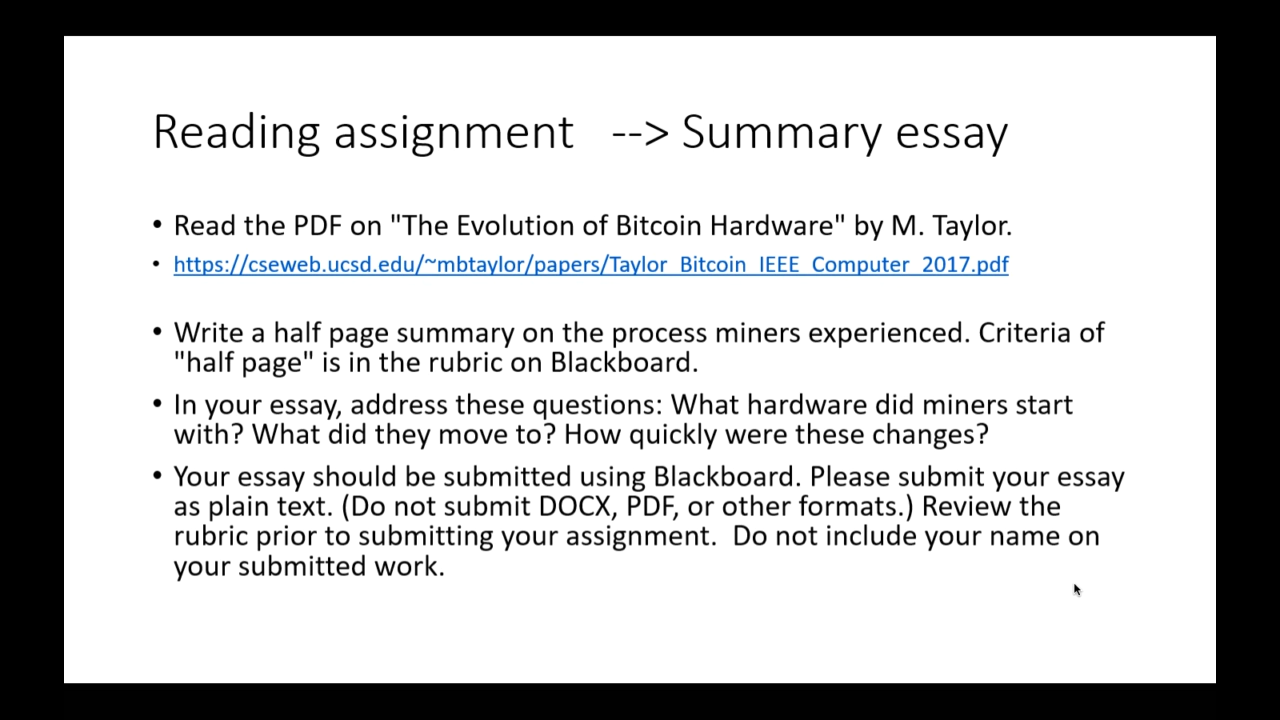 Reading assignment --> Summary essay
• Read the PDF on "The Evolution of Bitcoin Hardware" by M. Taylor.
• https://cseweb.ucsd.edu/~mbtaylor/papers/Taylor_Bitcoin_IEEE_Computer_2017.pdf
• Write a half page summary on the process miners experienced. Criteria of
"half page" is in the rubric on Blackboard.
• In your essay, address these questions: What hardware did miners start
with? What did they move to? How quickly were these changes?
• Your essay should be submitted using Blackboard. Please submit your essay
as plain text. (Do not submit DOCX, PDF, or other formats.) Review the
rubric prior to submitting your assignment.  Do not include your name on
your submitted work.